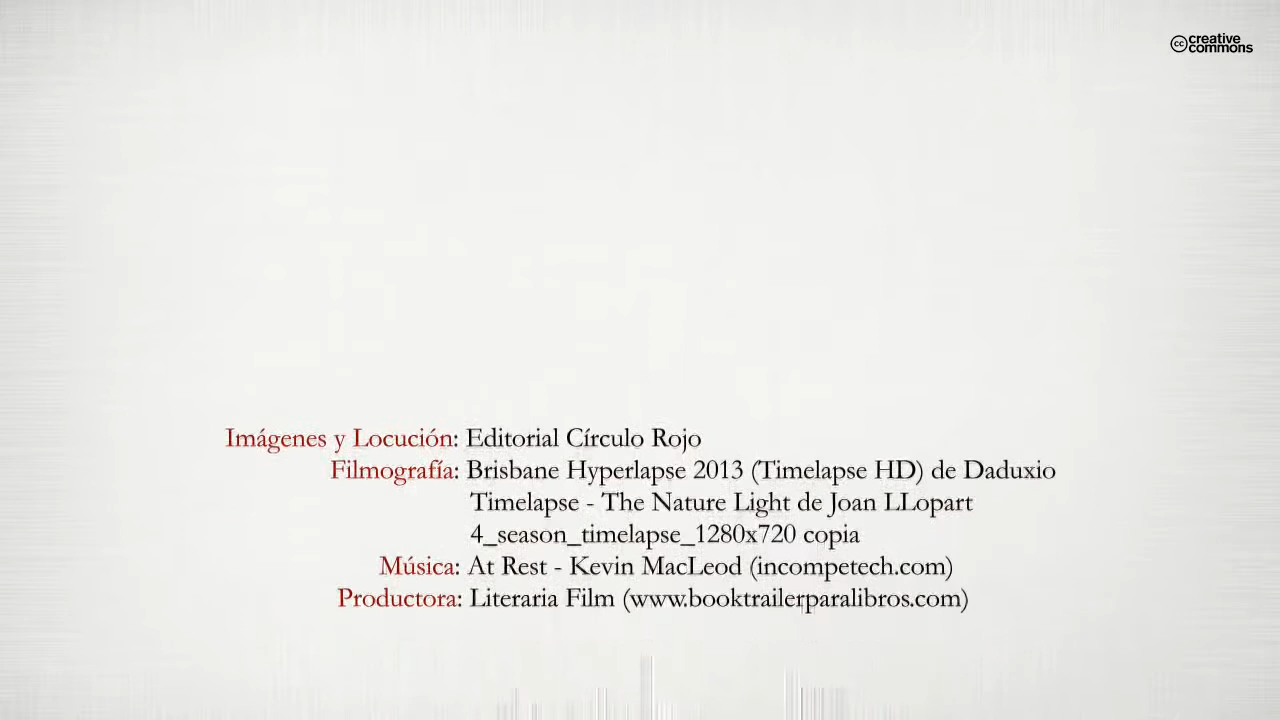 creative
commons
Imágenes y Locución: Editorial Círculo Rojo
Filmografía: Brisbane Hyperlapse 2013 (Timelapse HD) de Daduxio
Timelapse - The Nature Light de Joan LLopart
4_season_timelapse_1280x720 copia
Música: At Rest - Kevin MacLeod (incompetech.com)
Productora: Literaria Film (www.booktrailerparalibros.com)